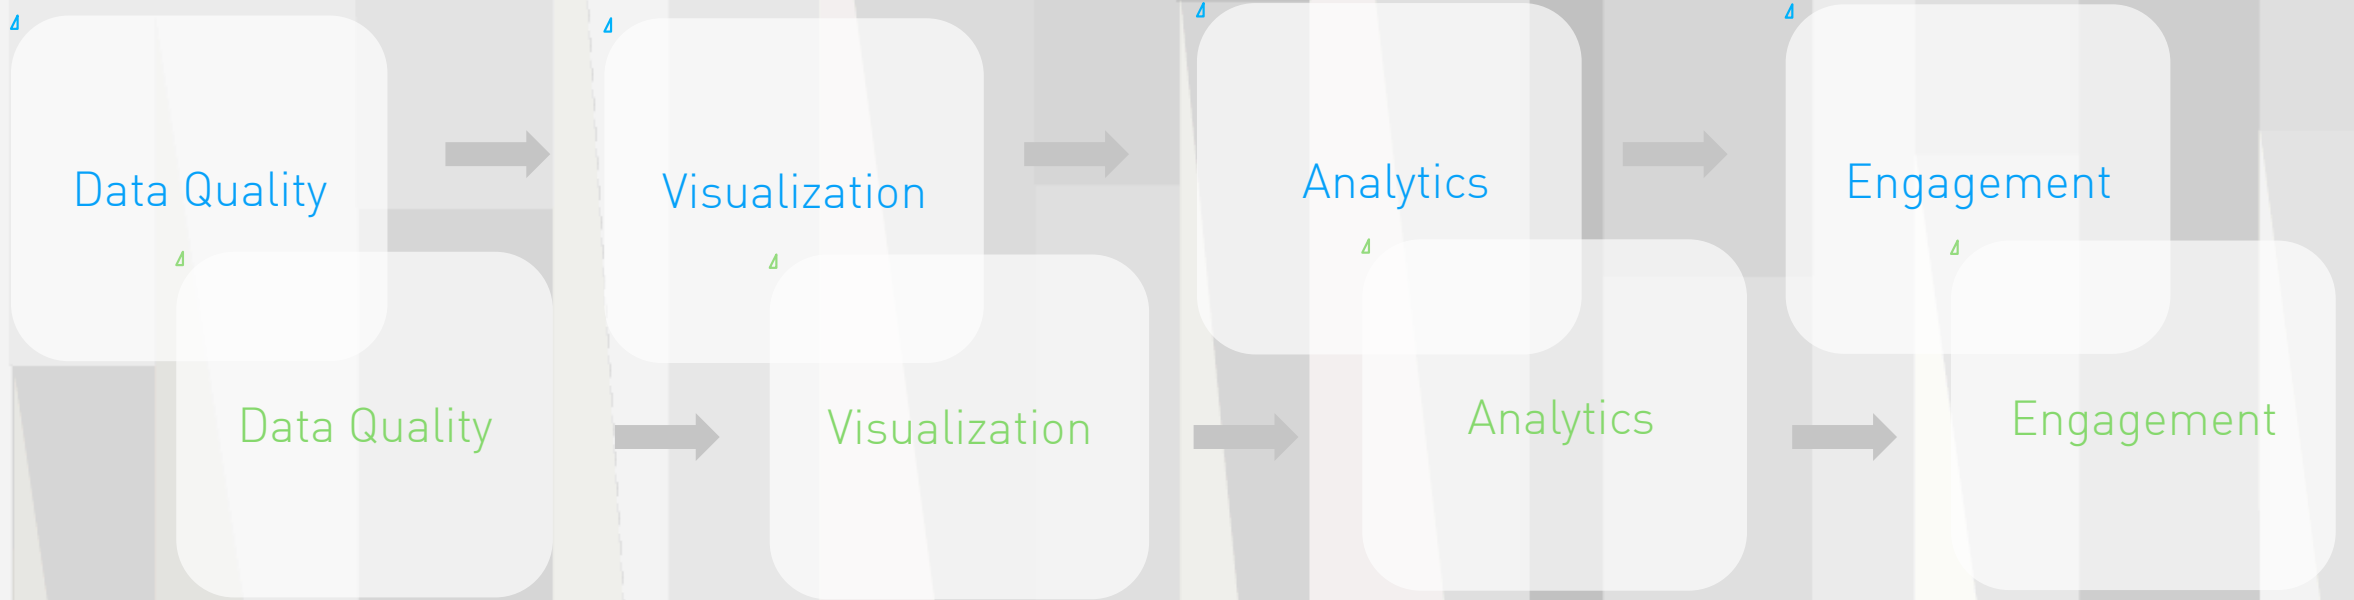 Data Quality
Visualization
Analytics
Engagement
Data Quality
Visualization
Analytics
Engagement